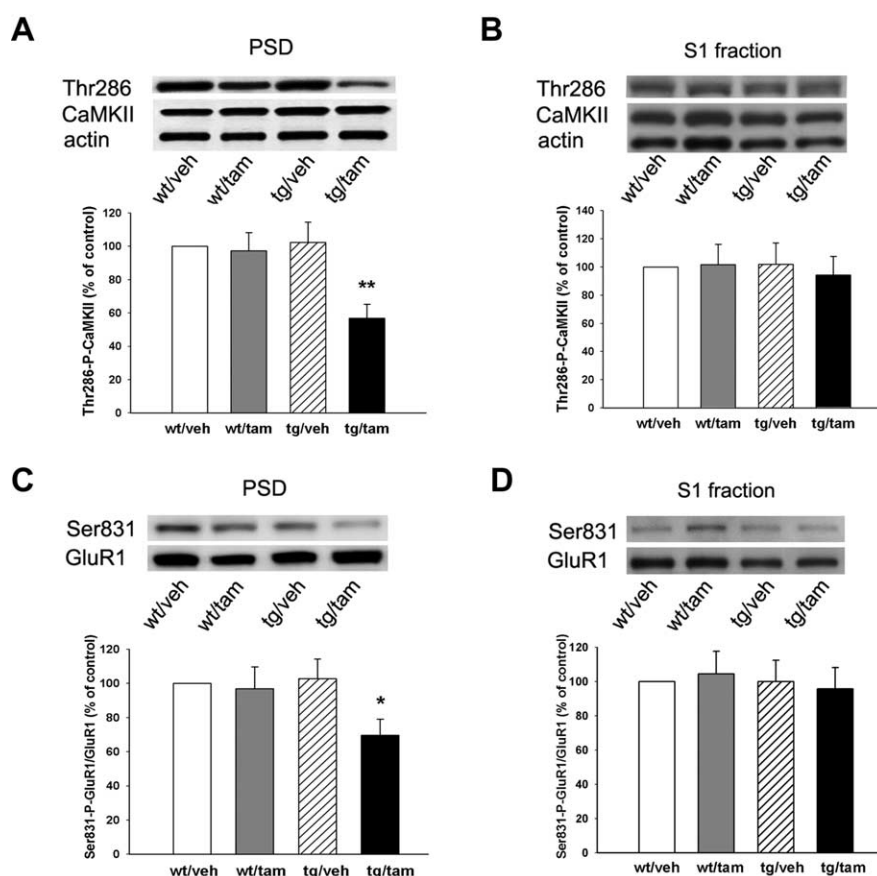 A
PSD
Thr286
CaMKII
actin
wt/veh wt/tam tg/veh tg/tam
Thr286-P-CaMKII (% of control)
120
100
80
60
40
20
0
**
wt/veh wt/tam tg/veh tg/tam
B
S1 fraction
Thr286
CaMKII
actin
wt/veh wt/tam tg/veh tg/tam
Thr286-P-CaMKII (% of control)
140
120
100
80
60
40
20
0
wt/veh wt/tam tg/veh tg/tam
C
PSD
Ser831
GluR1
wt/veh wt/tam tg/veh tg/tam
Ser831-P-GluR1/GluR1 (% of control)
120
100
80
60
40
20
0
*
wt/veh wt/tam tg/veh tg/tam
D
S1 fraction
Ser831
GluR1
wt/veh wt/tam tg/veh tg/tam
Ser831-P-GluR1/GluR1 (% of control)
120
100
80
60
40
20
0
wt/veh wt/tam tg/veh tg/tam